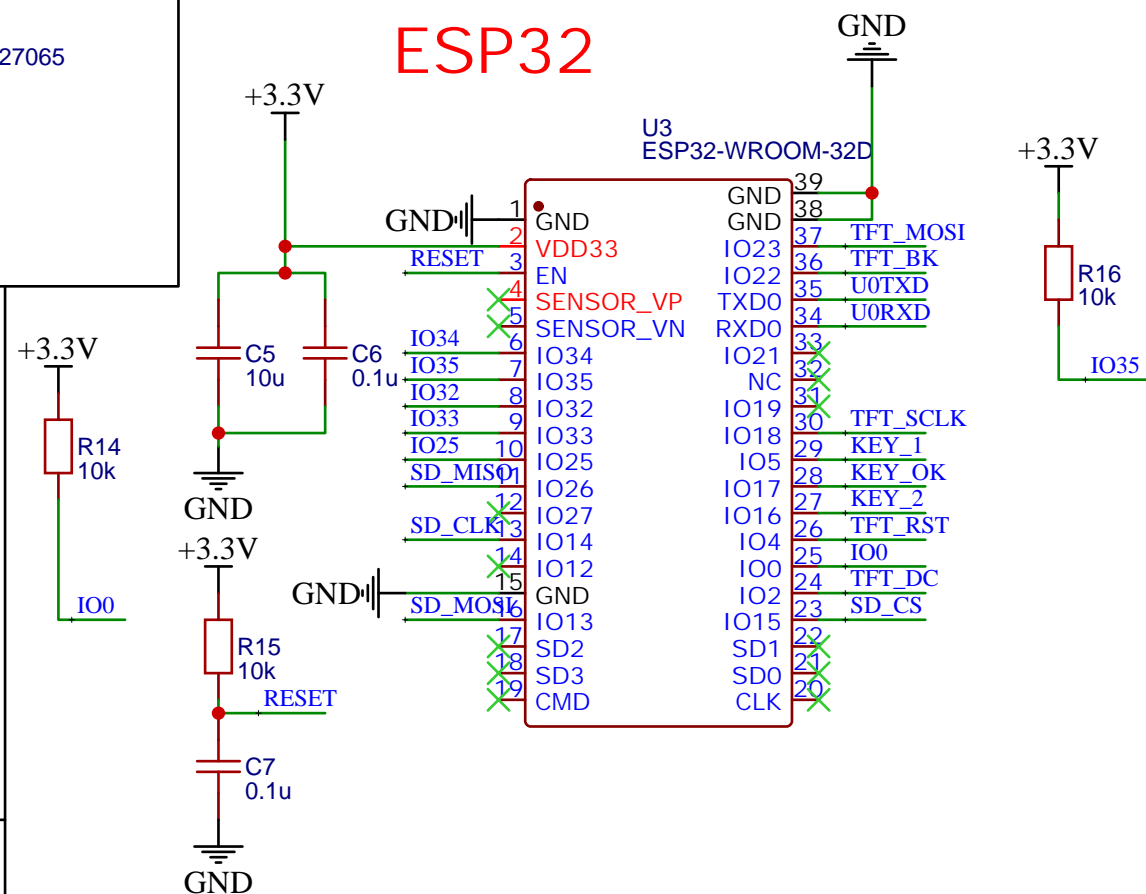 27065
ESP32
GND
+3.3V
U3
ESP32-WROOM-32D
+3.3V
R16
10k
IO35
GND
1 GND
2 VDD33
RESET 3 EN
4 SENSOR_VP
5 SENSOR_VN
IO34 6 IO34
IO35 7 IO35
IO32 8 IO32
IO33 9 IO33
IO25 10 IO25
SD_MISO 11 IO26
12 IO27
SD_CLK 13 IO14
14 IO12
GND 15 GND
SD_MOSI 16 IO13
17 SD2
18 SD3
19 CMD
GND 39
GND 38
IO23 37 TFT_MOSI
IO22 36 TFT_BK
TXD0 35 U0TXD
RXD0 34 U0RXD
IO21 33
NC 32
IO19 31
IO18 30 TFT_SCLK
IO5 29 KEY_1
IO17 28 KEY_OK
IO16 27 KEY_2
IO4 26 TFT_RST
IO0 25 IO0
IO2 24 TFT_DC
IO15 23 SD_CS
SD1 22
SD0 21
CLK 20
C5
10u
C6
0.1u
GND
+3.3V
R14
10k
IO0
+3.3V
R15
10k
RESET
C7
0.1u
GND